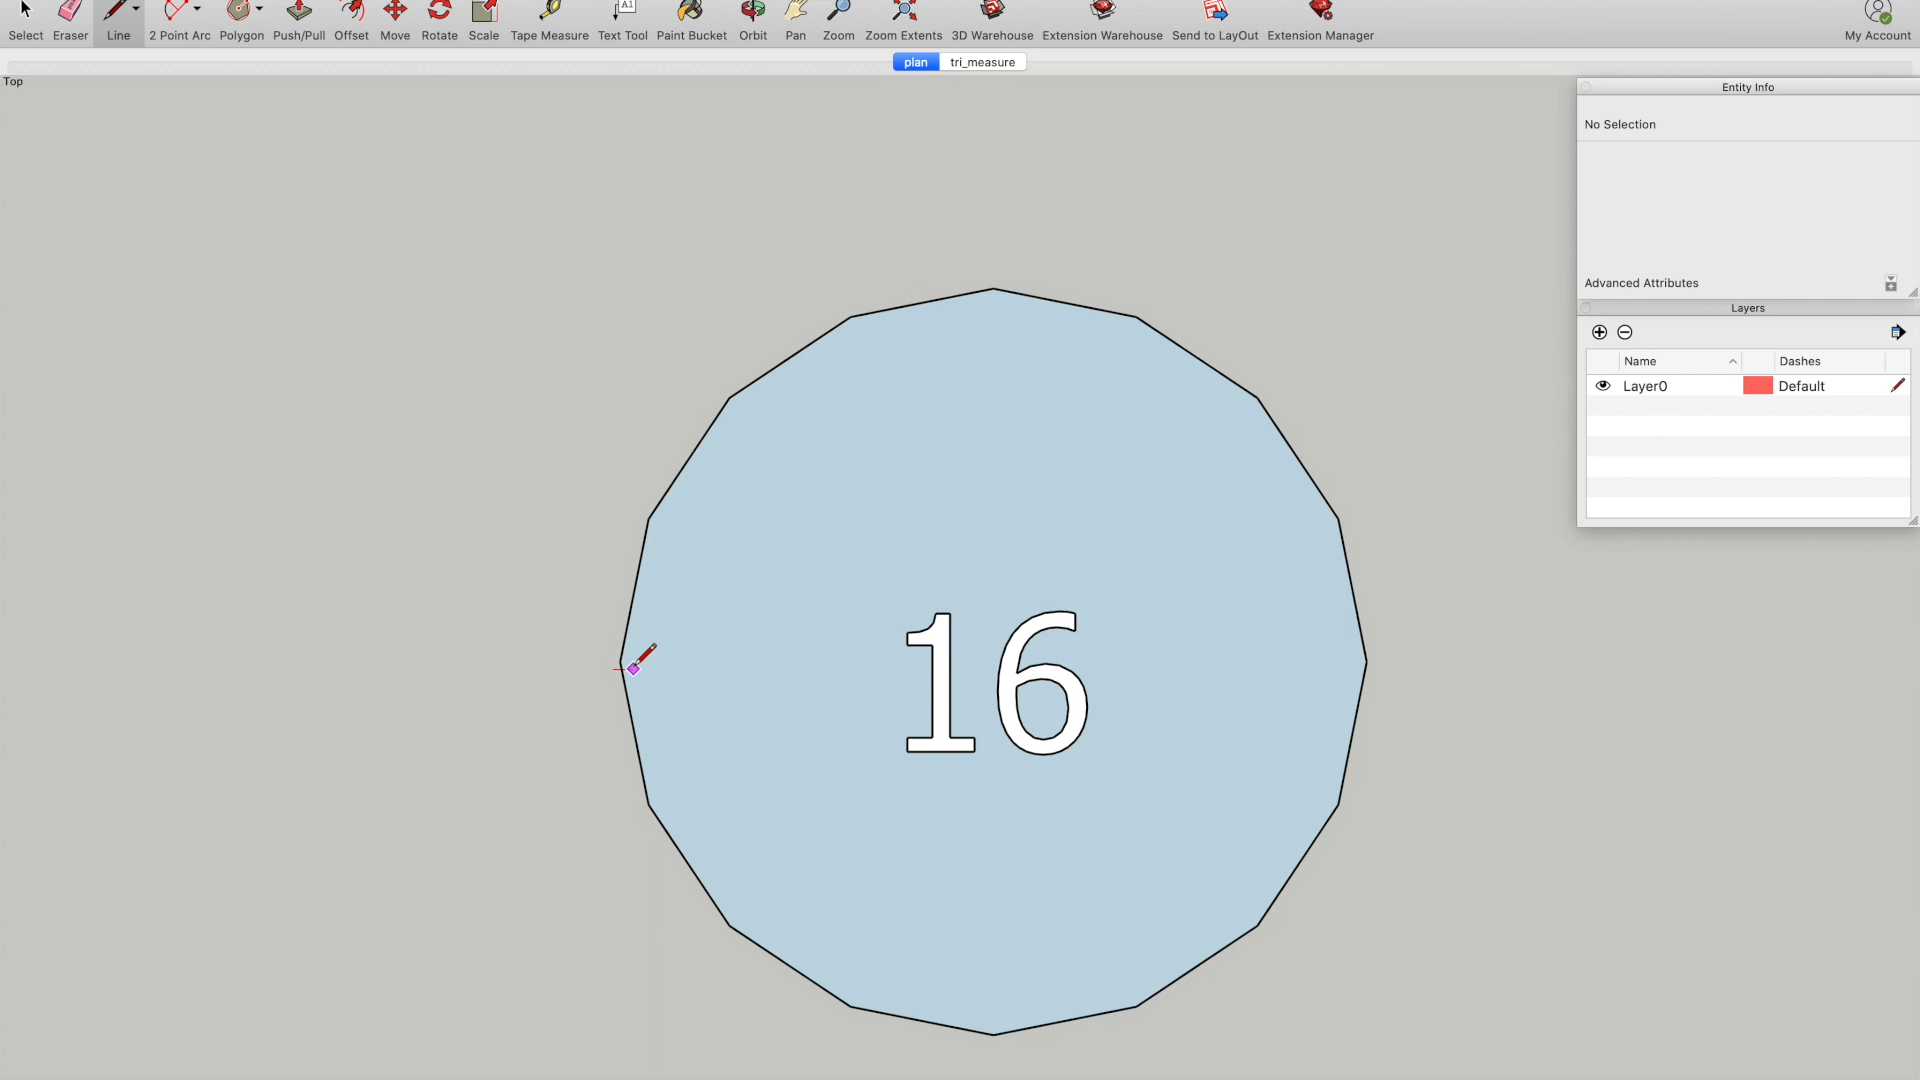 Select Eraser Line 2 Point Arc Polygon Push/Pull Offset Move Rotate Scale Tape Measure Text Tool Paint Bucket Orbit Pan Zoom Zoom Extents 3D Warehouse Extension Warehouse Send to LayOut Extension Manager My Account
plan tri_measure
Top
Entity Info
No Selection
Advanced Attributes
Layers
Name Dashes
Layer0 Default
16